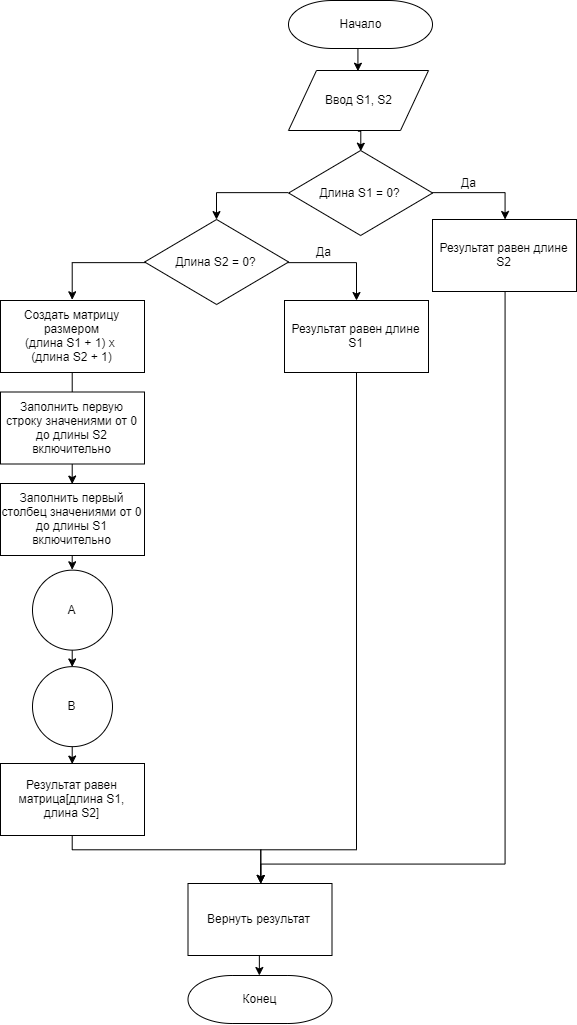 Начало
Ввод S1, S2
Длина S1 = 0?
Да
Результат равен длине
S2
Длина S2 = 0?
Да
Результат равен длине
S1
Создать матрицу
размером
(длина S1 + 1) x
(длина S2 + 1)
Заполнить первую
строку значениями от 0
до длины S2
включительно
Заполнить первый
столбец значениями от 0
до длины S1
включительно
A
B
Результат равен
матрица[длина S1,
длина S2]
Вернуть результат
Конец